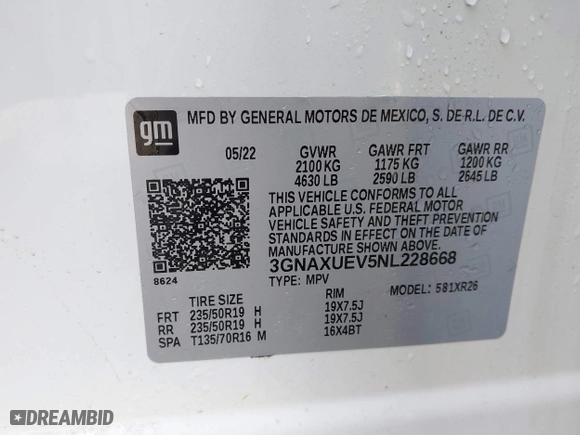 gm
MFD BY GENERAL MOTORS DE MEXICO, S. DE R.L. DE C.V.
05/22 GVWR GAWR FRT GAWR RR
2100 KG 1175 KG 1200 KG
4630 LB 2590 LB 2645 LB
THIS VEHICLE CONFORMS TO ALL
APPLICABLE U.S. FEDERAL MOTOR
VEHICLE SAFETY AND THEFT
PREVENTION STANDARDS IN EFFECT ON THE
DATE OF MANUFACTURE SHOWN ABOVE.
8624
3GNAXUEV5NL228668
TYPE: MPV MODEL: 581XR26
TIRE SIZE RIM
FRT 235/50R19 H 19X7.5J
RR 235/50R19 H 19X7.5J
SPA T135/70R16 M 16X4BT
DREAMBID